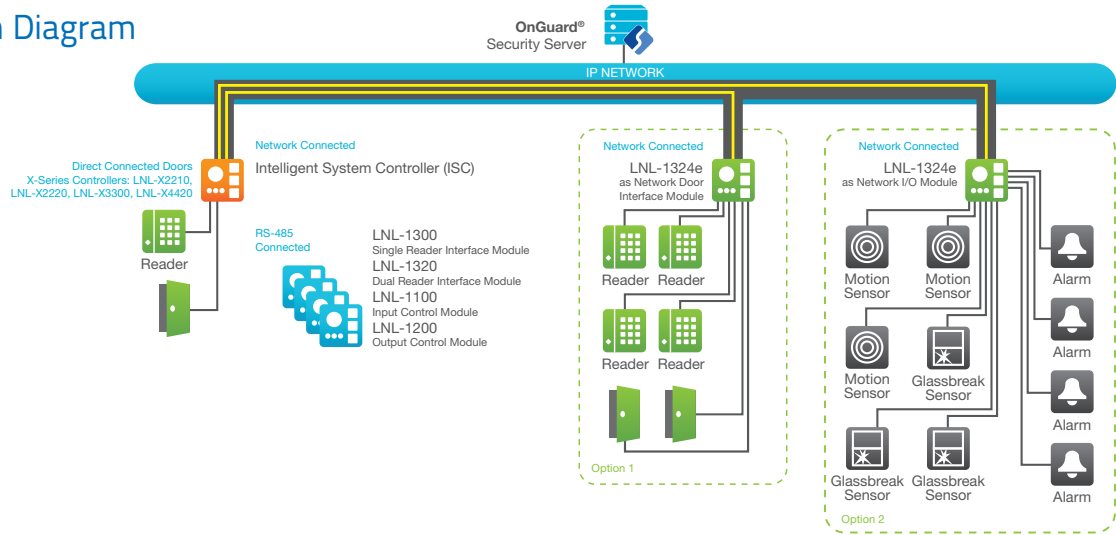 n Diagram
OnGuard®
Security Server
IP NETWORK
Direct Connected Doors
X-Series Controllers: LNL-X2210,
LNL-X2220, LNL-X3300, LNL-X4420
Network Connected
Intelligent System Controller (ISC)
Reader
RS-485
Connected
LNL-1300
Single Reader Interface Module
LNL-1320
Dual Reader Interface Module
LNL-1100
Input Control Module
LNL-1200
Output Control Module
Network Connected
LNL-1324e
as Network Door
Interface Module
Reader
Reader
Reader
Reader
Option 1
Network Connected
LNL-1324e
as Network I/O Module
Motion
Sensor
Motion
Sensor
Motion
Sensor
Glassbreak
Sensor
Glassbreak
Sensor
Glassbreak
Sensor
Alarm
Alarm
Alarm
Alarm
Option 2